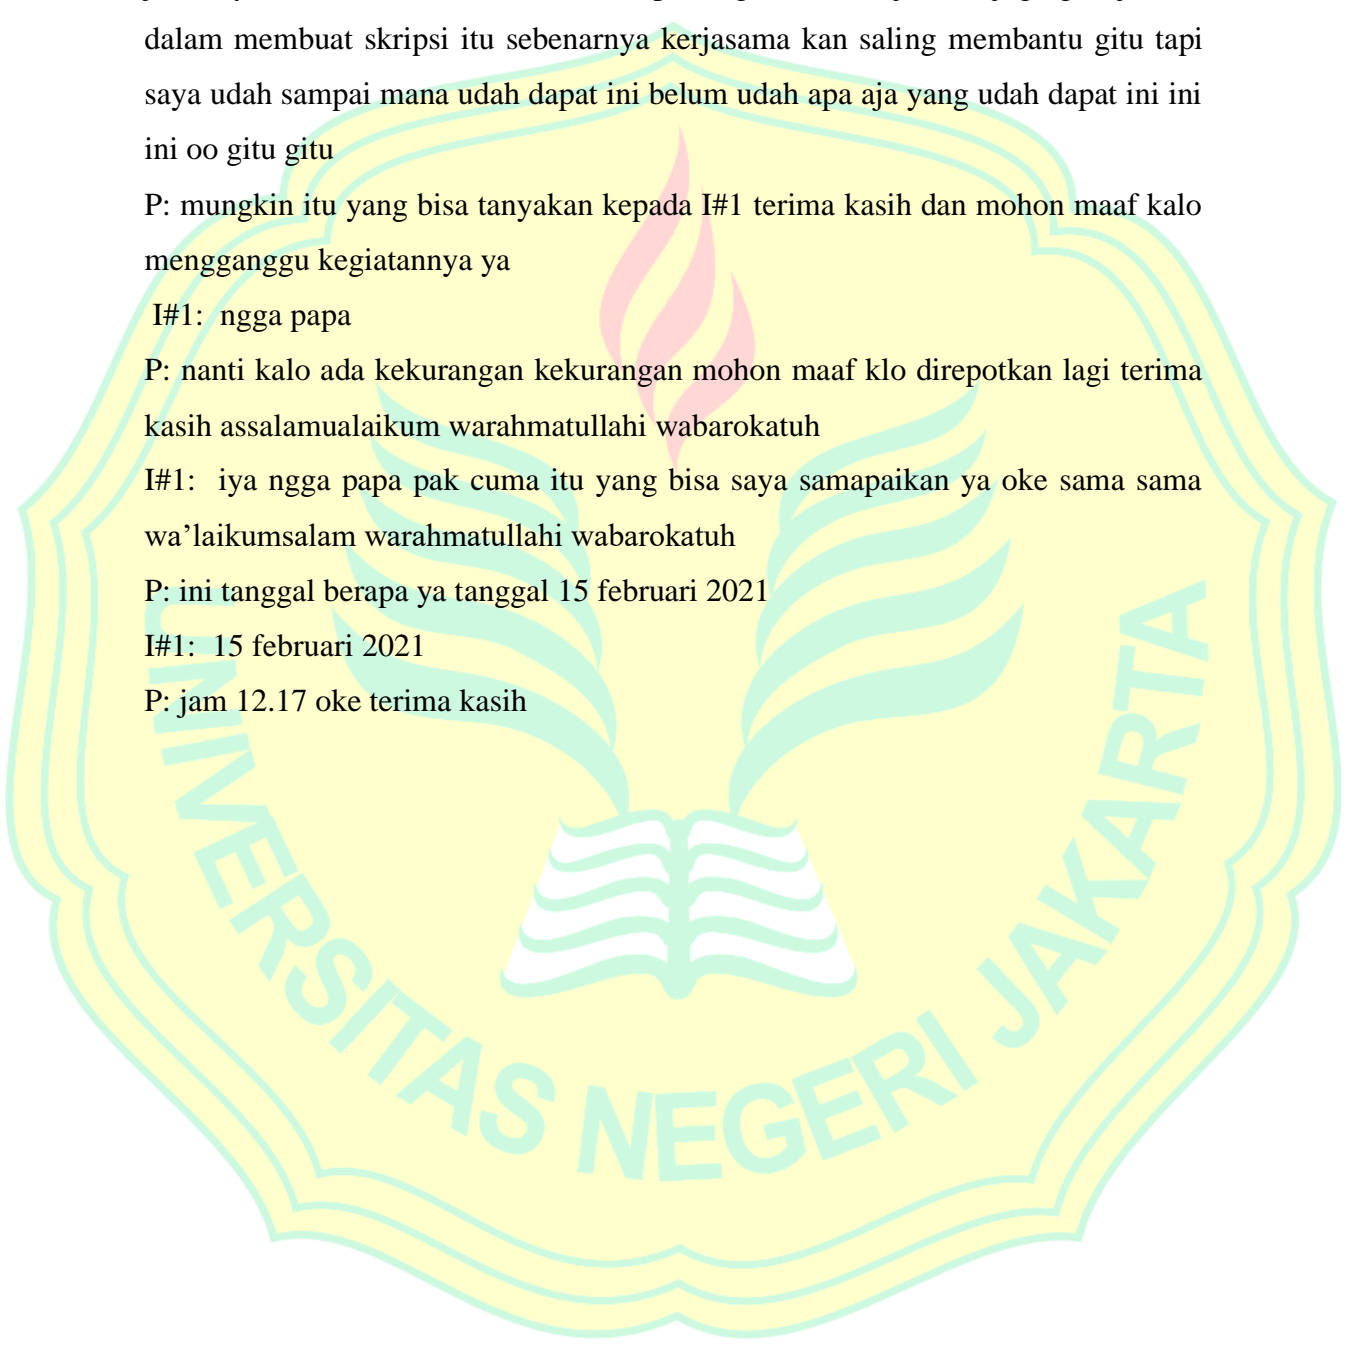 dalam membuat skripsi itu sebenarnya kerjasama kan saling membantu gitu tapi
saya udah sampai mana udah dapat ini belum udah apa aja yang udah dapat ini ini
ini oo gitu gitu
P: mungkin itu yang bisa tanyakan kepada I#1 terima kasih dan mohon maaf kalo
mengganggu kegiatannya ya
I#1: ngga papa
P: nanti kalo ada kekurangan kekurangan mohon maaf klo direpotkan lagi terima
kasih assalamualaikum warahmatullahi wabarokatuh
I#1: iya ngga papa pak cuma itu yang bisa saya samapaikan ya oke sama sama
wa’laikumsalam warahmatullahi wabarokatuh
P: ini tanggal berapa ya tanggal 15 februari 2021
I#1: 15 februari 2021
P: jam 12.17 oke terima kasih
UNIVERSITAS NEGERI JAKARTA